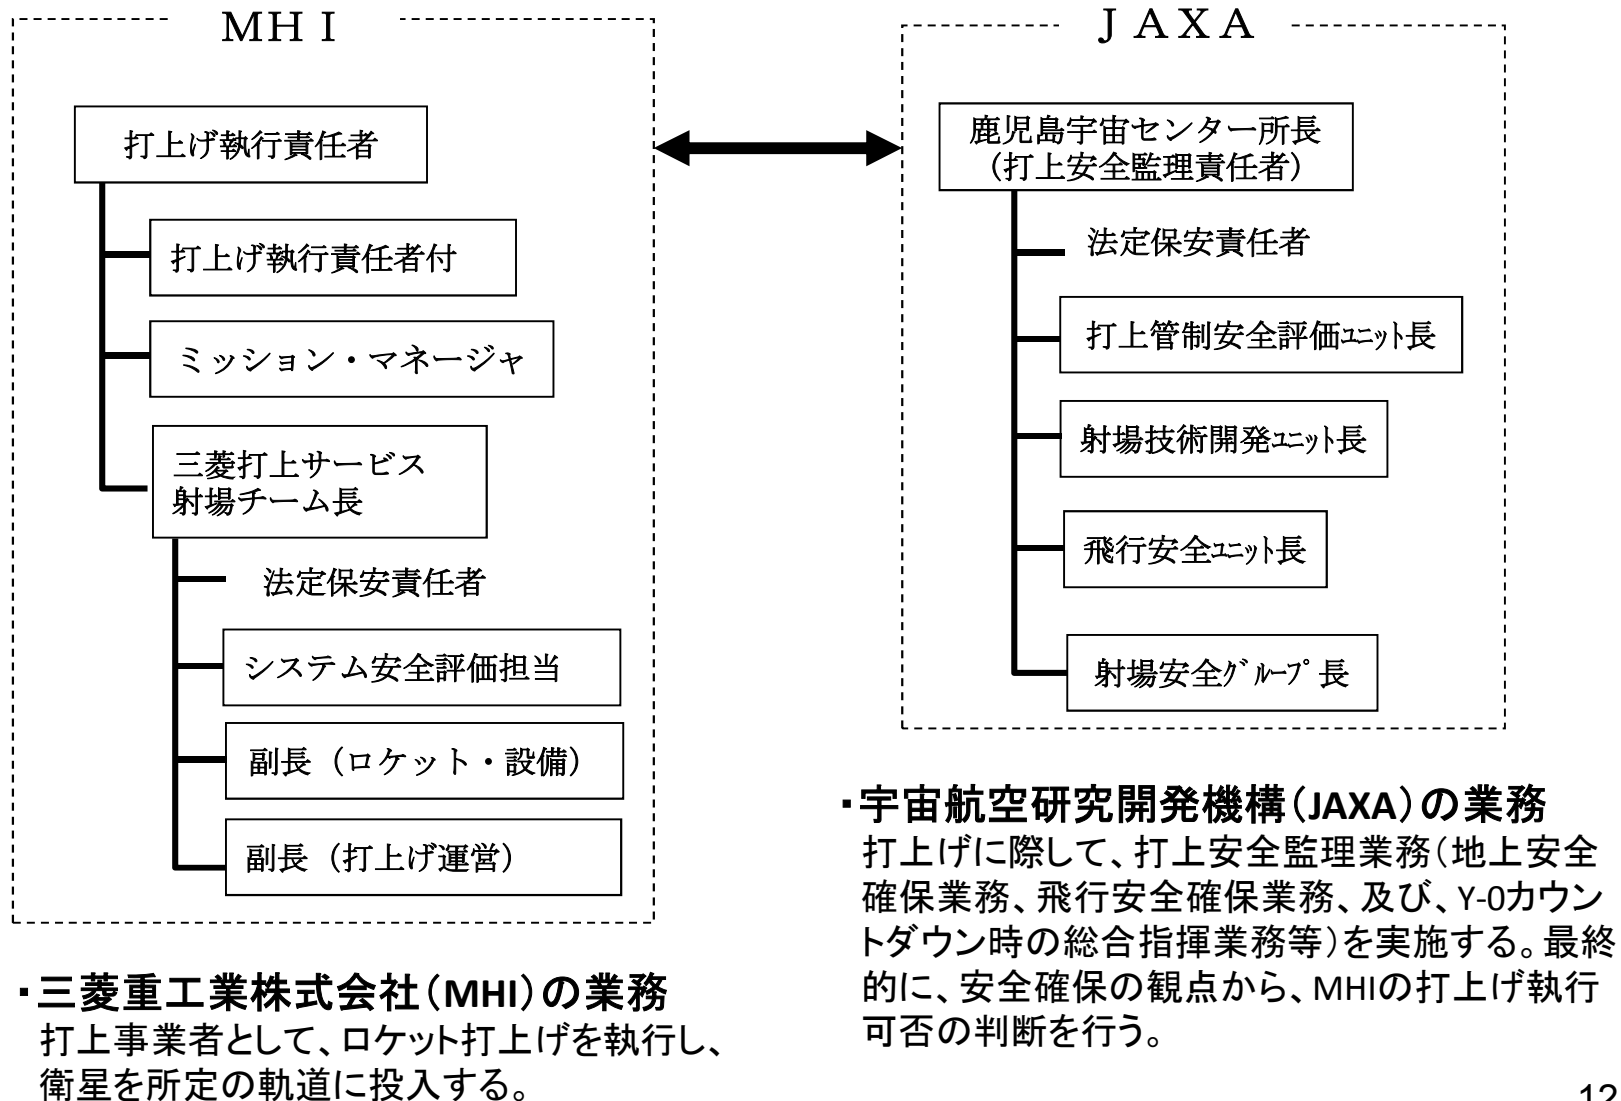 MHI
打上げ執行責任者
打上げ執行責任者付
ミッション・マネージャ
三菱打上サービス
射場チーム長
法定保安責任者
システム安全評価担当
副長（ロケット・設備）
副長（打上げ運営）
・三菱重工業株式会社（MHI）の業務
打上事業者として、ロケット打上げを執行し、
衛星を所定の軌道に投入する。
ＪＡＸＡ
鹿児島宇宙センター所長
（打上安全監理責任者）
法定保安責任者
打上管制安全評価ﾕﾆｯﾄ長
射場技術開発ﾕﾆｯﾄ長
飛行安全ﾕﾆｯﾄ長
射場安全ｸﾞﾙｰﾌﾟ長
・宇宙航空研究開発機構（JAXA）の業務
打上げに際して、打上安全監理業務（地上安全
確保業務、飛行安全確保業務、及び、Y-0カウン
トダウン時の総合指揮業務等）を実施する。最終
的に、安全確保の観点から、MHIの打上げ執行
可否の判断を行う。
12